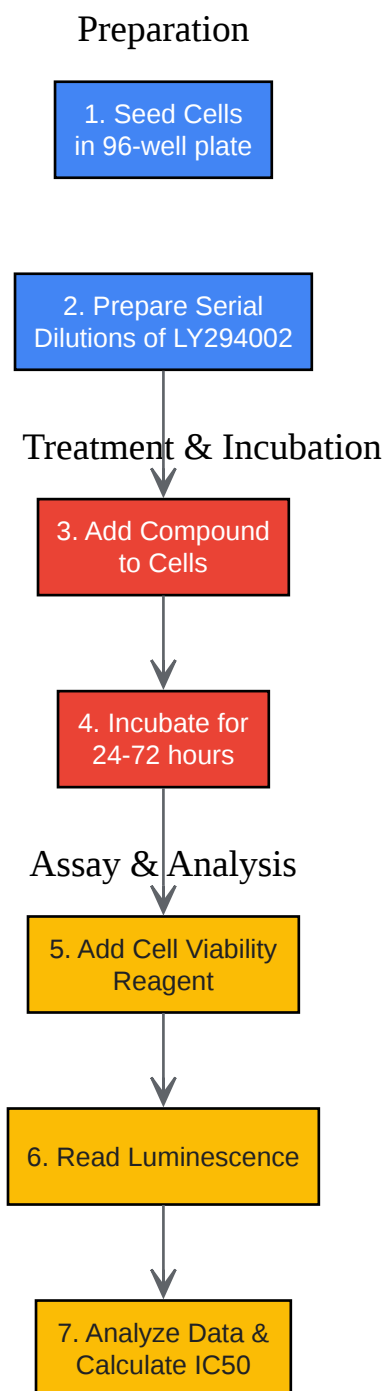 Preparation
1. Seed Cells
in 96-well plate
2. Prepare Serial
Dilutions of LY294002
Treatment & Incubation
3. Add Compound
to Cells
4. Incubate for
24-72 hours
Assay & Analysis
5. Add Cell Viability
Reagent
6. Read Luminescence
7. Analyze Data &
Calculate IC50